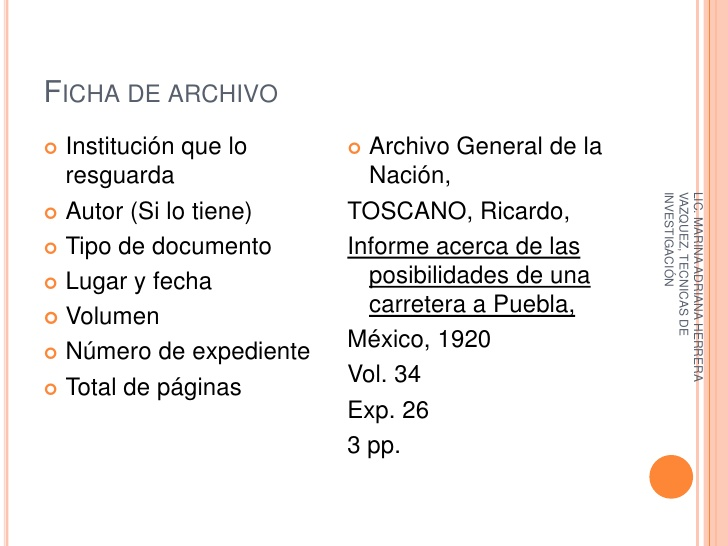 FICHA DE ARCHIVO
Institución que lo
resguarda
Autor (Si lo tiene)
Tipo de documento
Lugar y fecha
Volumen
Número de expediente
Total de páginas
Archivo General de la
Nación,
TOSCANO, Ricardo,
Informe acerca de las
posibilidades de una
carretera a Puebla,
México, 1920
Vol. 34
Exp. 26
3 pp.
LIC. MARINA ADRIANA HERRERA
VAZQUEZ, TECNICAS DE
INVESTIGACIÓN